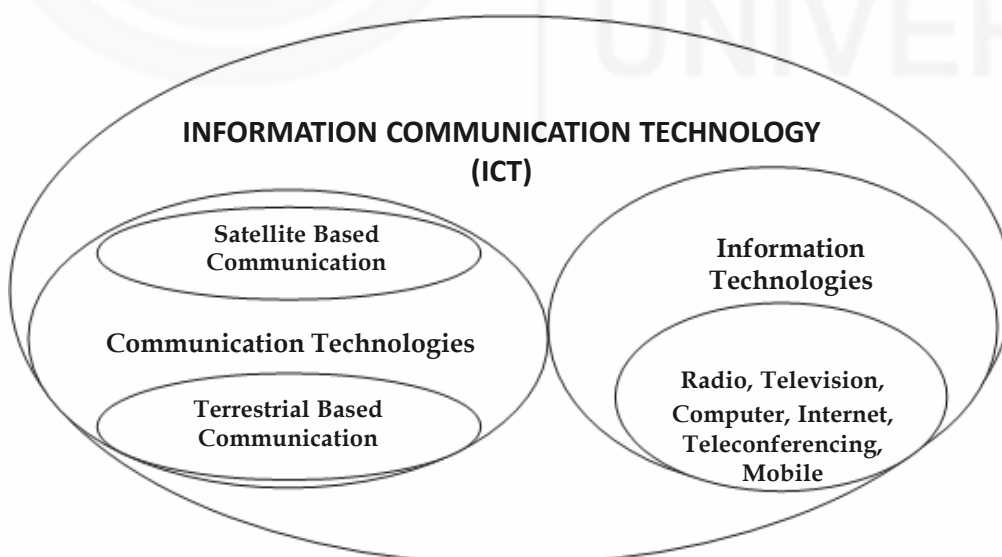 UNIVER
INFORMATION COMMUNICATION TECHNOLOGY
(ICT)
Satellite Based
Communication
Communication Technologies
Terrestrial Based
Communication
Information
Technologies
Radio, Television,
Computer, Internet,
Teleconferencing,
Mobile